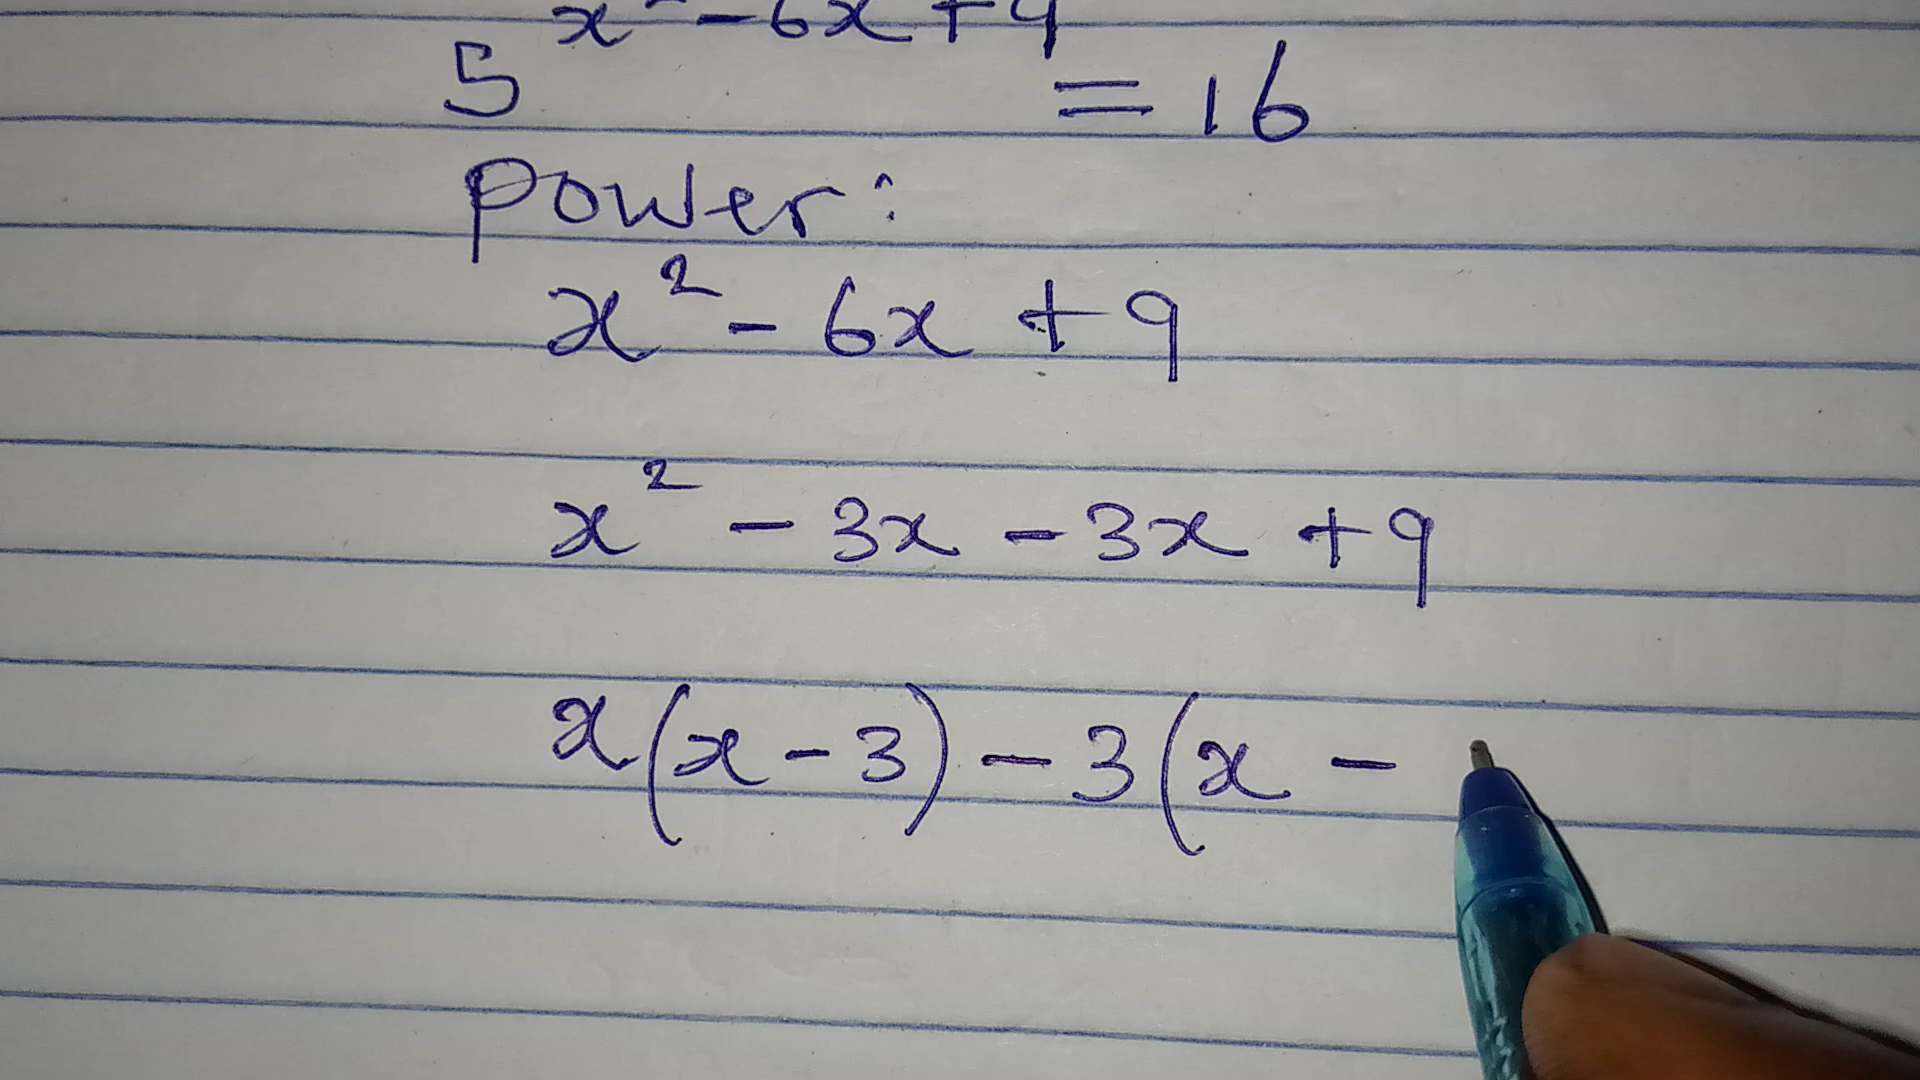 x² - 6x + 9
5 = 16
Power:
x² - 6x + 9
x² - 3x - 3x + 9
x(x - 3) - 3(x -